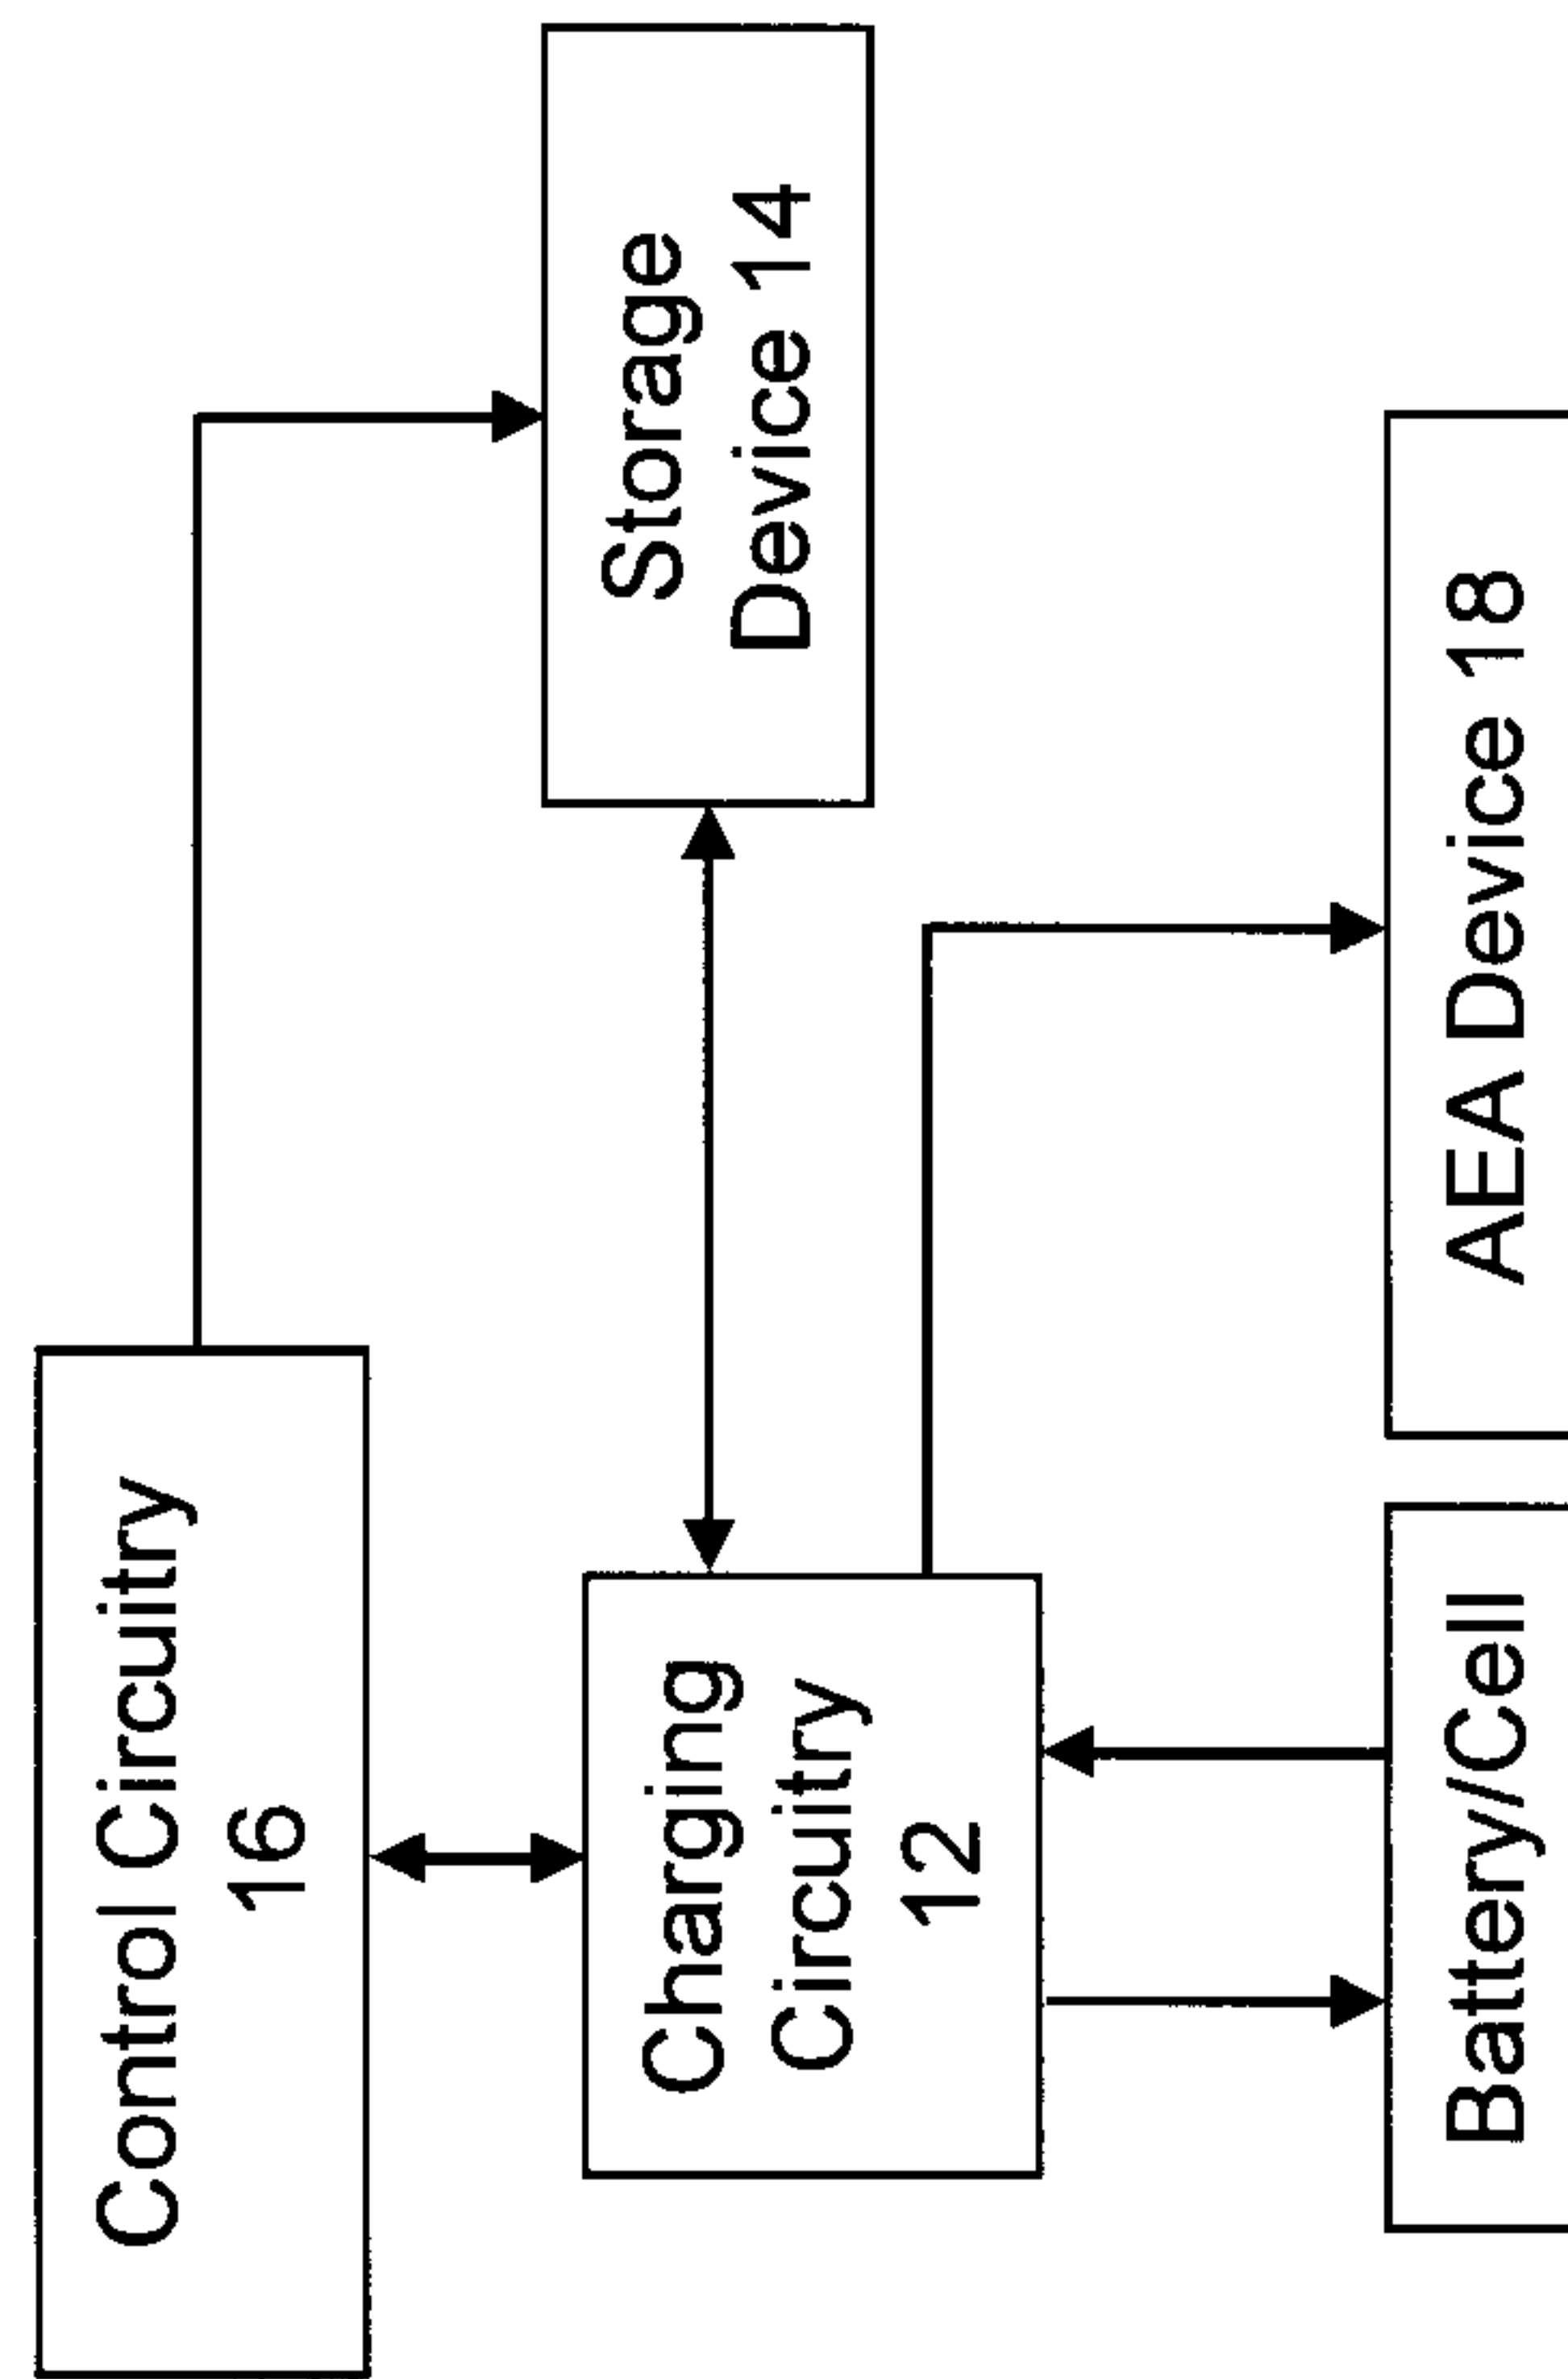 Control Circuitry
16
Storage
Device 14
Charging
Circuitry
12
AEA Device 18
Battery/Cell